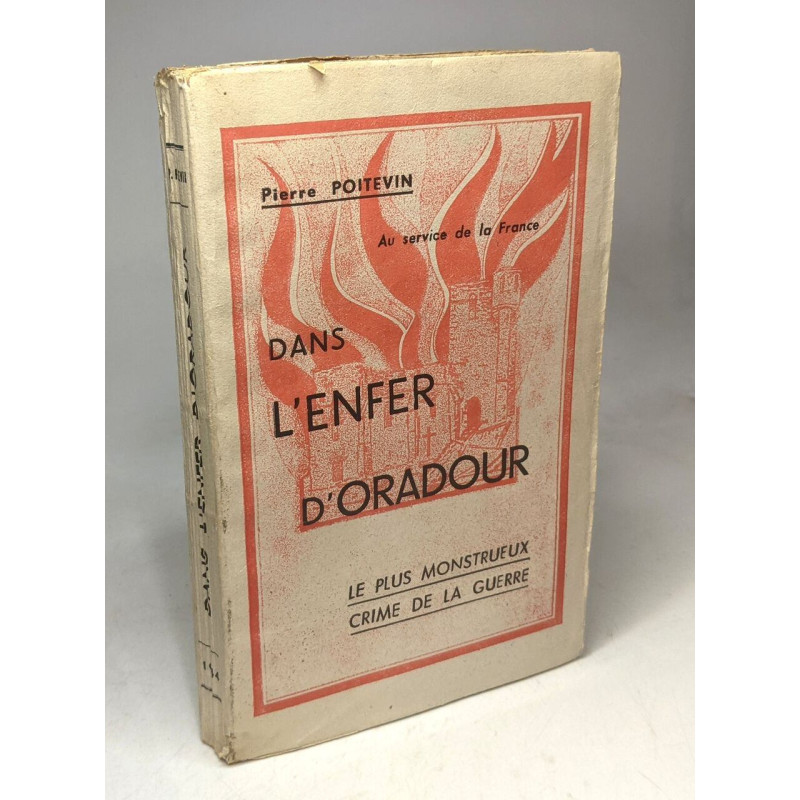 Pierre POITEVIN
Au service de la France
DANS
L'ENFER
D'ORADOUR
LE PLUS MONSTRUEUX
CRIME DE LA GUERRE
DANS L'ENFER D'ORADOUR